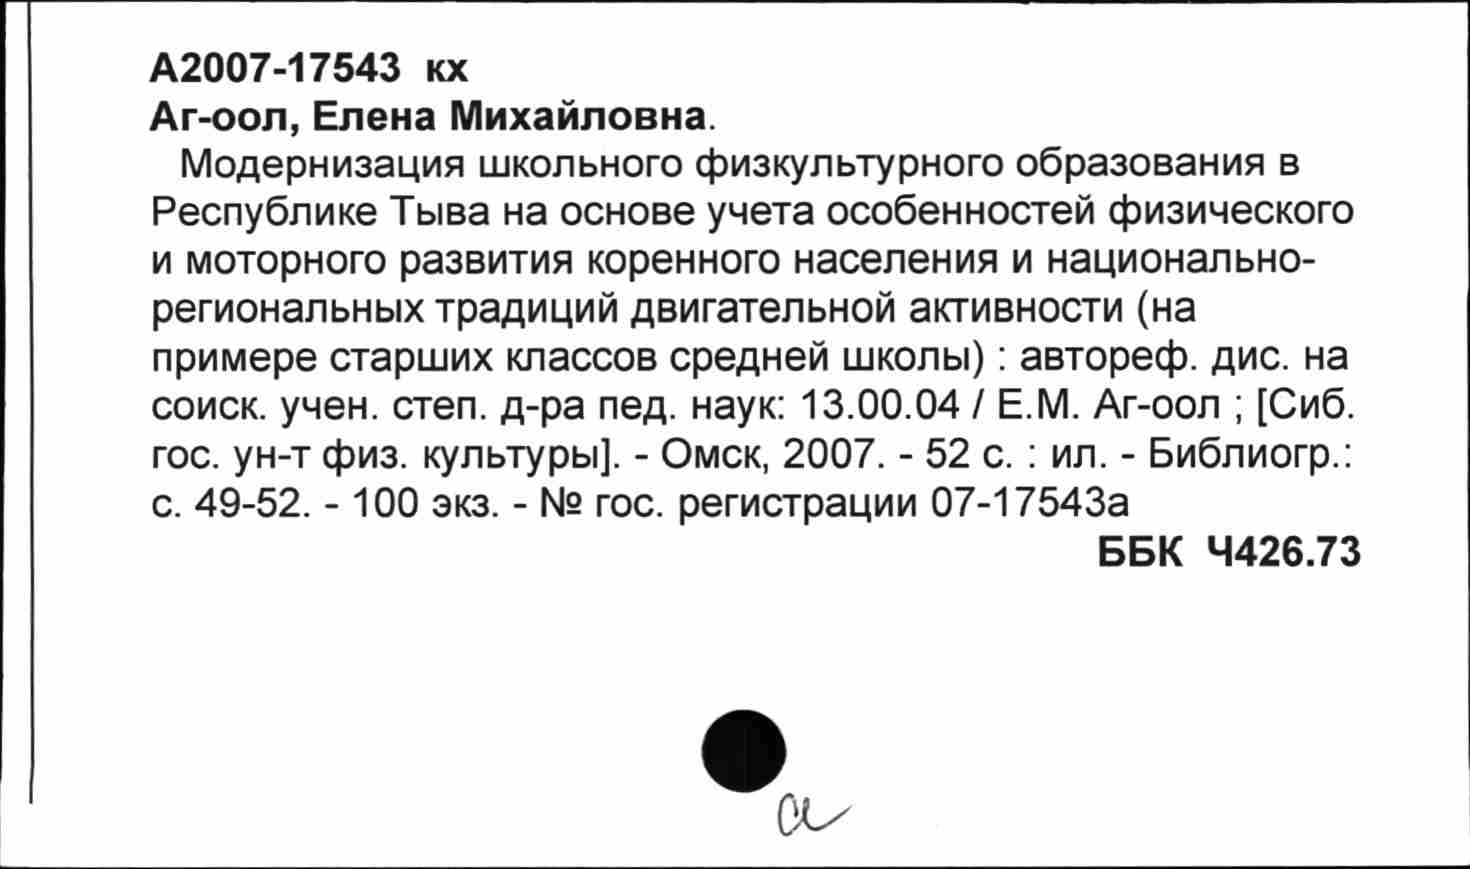 А2007-17543 кх
Аг-оол, Елена Михайловна.
Модернизация школьного физкультурного образования в
Республике Тыва на основе учета особенностей физического
и моторного развития коренного населения и национально-
региональных традиций двигательной активности (на
примере старших классов средней школы) : автореф. дис. на
соиск. учен. степ. д-ра пед. наук: 13.00.04 / Е.М. Аг-оол ; [Сиб.
гос. ун-т физ. культуры]. - Омск, 2007. - 52 с. : ил. - Библиогр.:
с. 49-52. - 100 экз. - № гос. регистрации 07-17543а
ББК Ч426.73
а